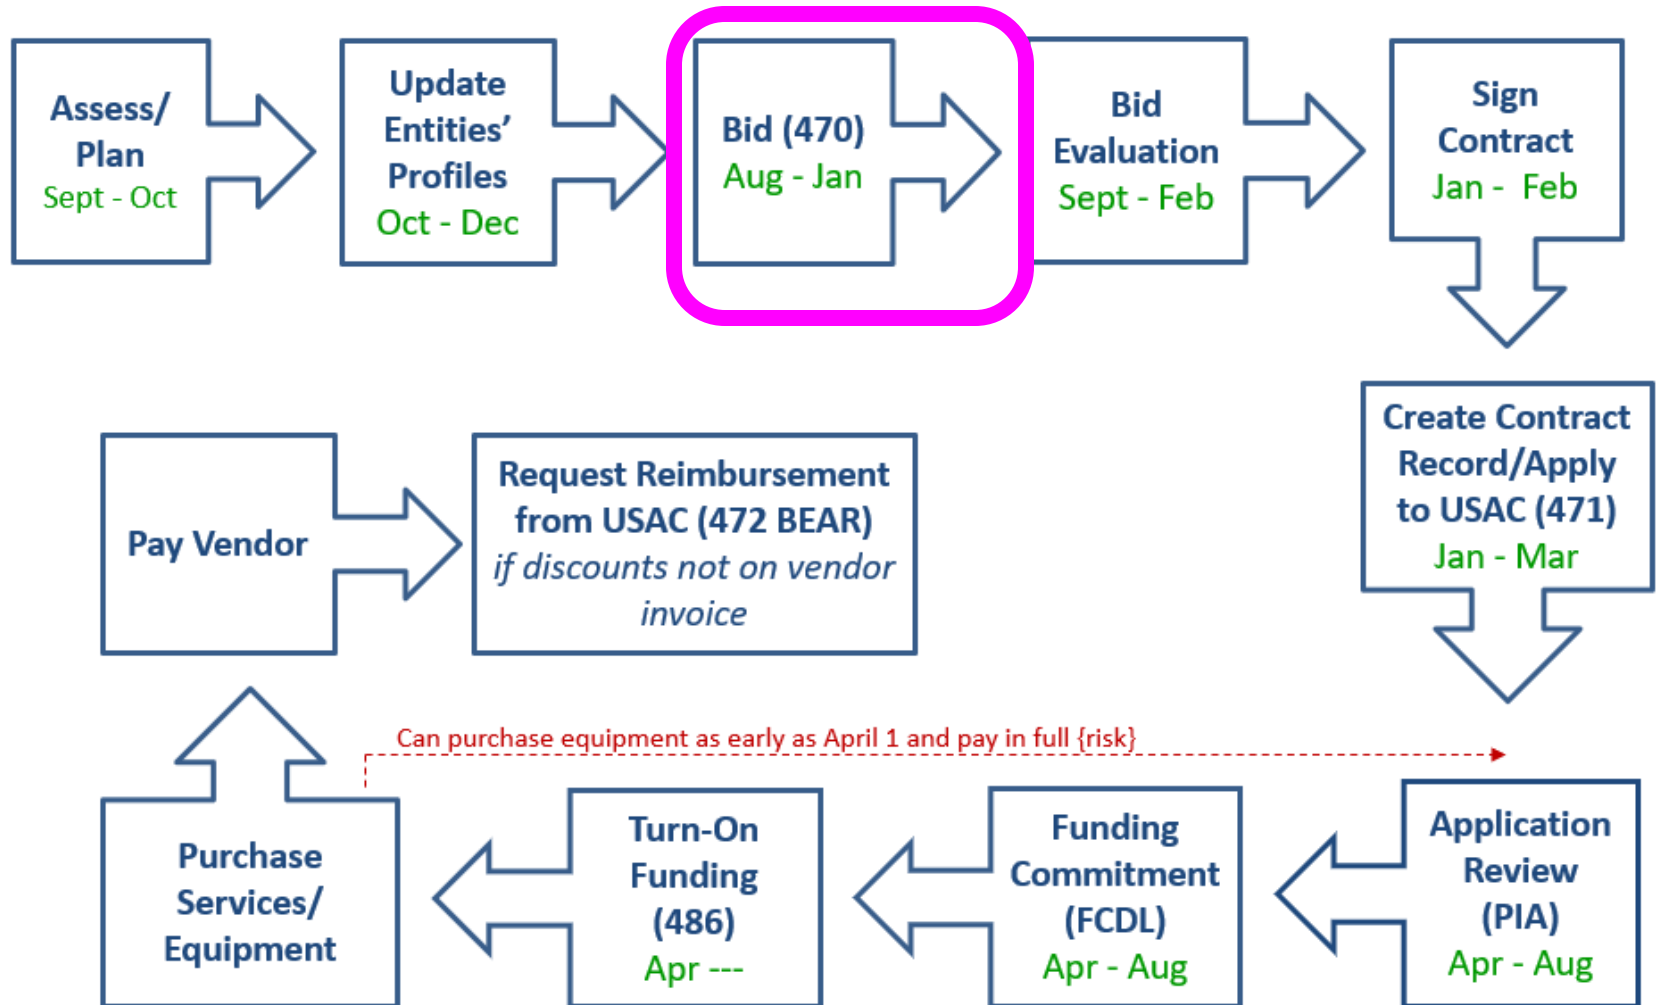 Assess/
Plan
Sept - Oct
Update
Entities’
Profiles
Oct - Dec
Bid (470)
Aug - Jan
Bid
Evaluation
Sept - Feb
Sign
Contract
Jan - Feb
Create Contract
Record/Apply
to USAC (471)
Jan - Mar
Pay Vendor
Request Reimbursement
from USAC (472 BEAR)
if discounts not on vendor
invoice
Can purchase equipment as early as April 1 and pay in full {risk}
Purchase
Services/
Equipment
Turn-On
Funding
(486)
Apr ---
Funding
Commitment
(FCDL)
Apr - Aug
Application
Review
(PIA)
Apr - Aug